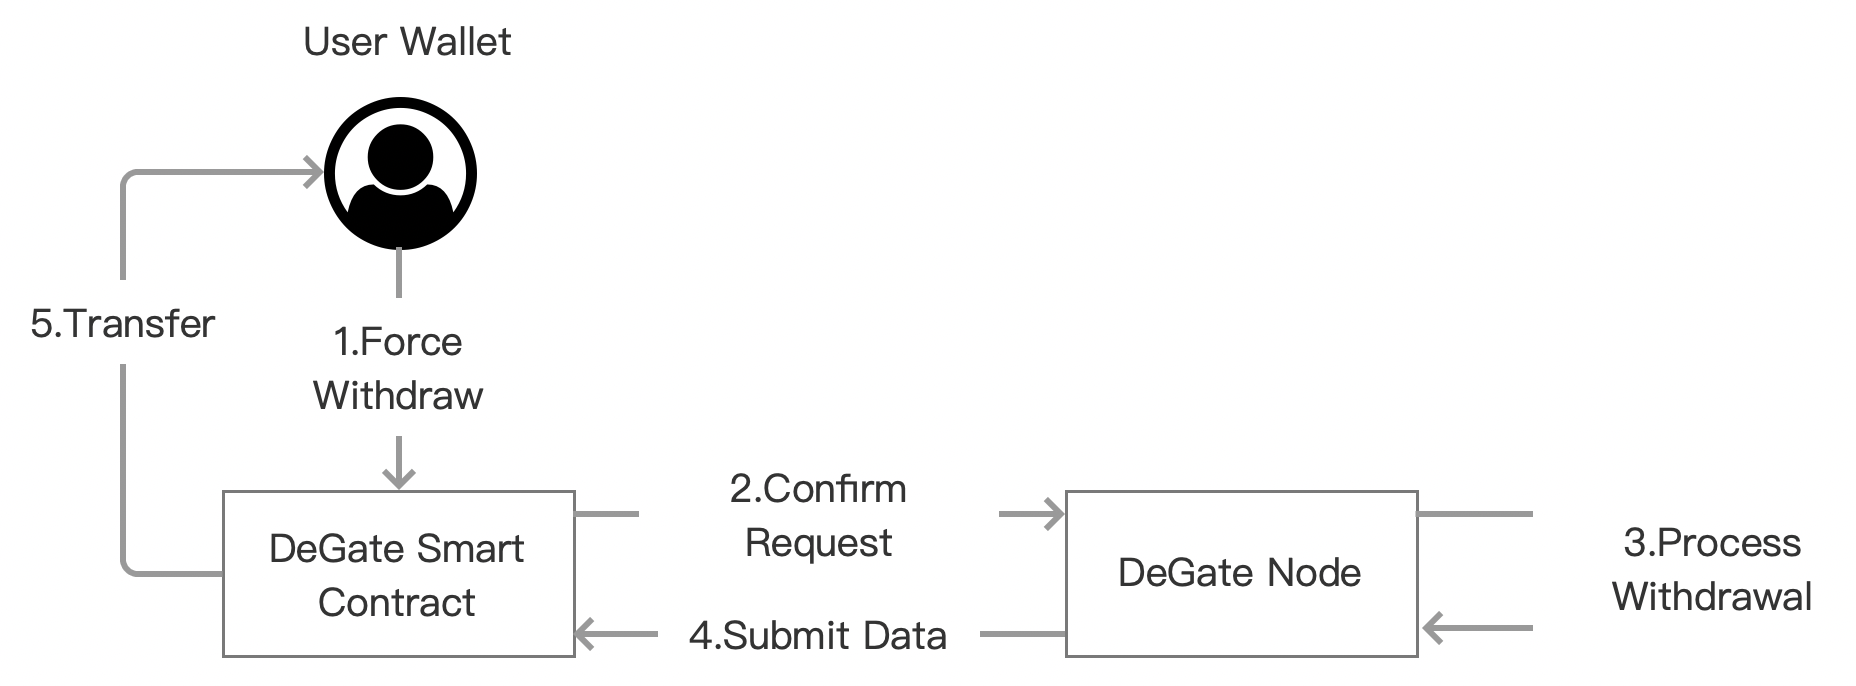 User Wallet
5.Transfer
1.Force
Withdraw
2.Confirm
Request
DeGate Smart
Contract
DeGate Node
3.Process
Withdrawal
4.Submit Data